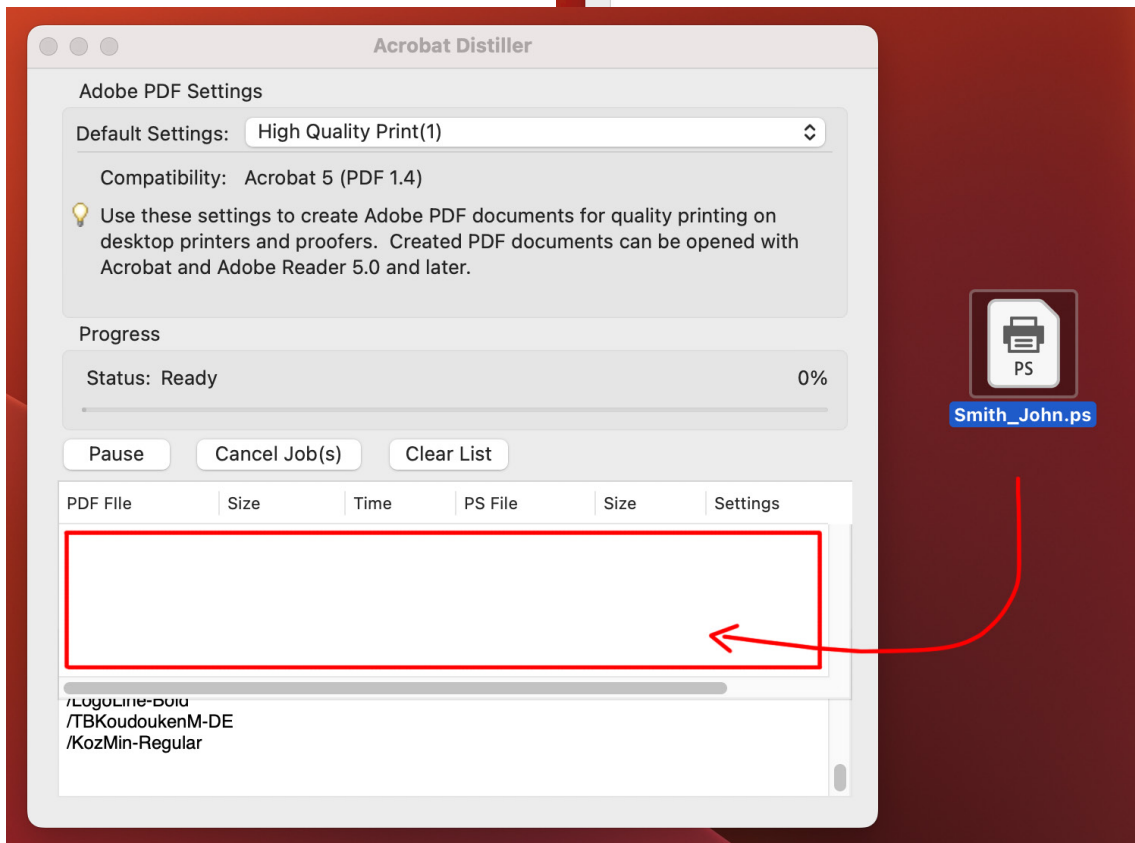 Acrobat Distiller
Adobe PDF Settings
Default Settings: High Quality Print(1)
Compatibility: Acrobat 5 (PDF 1.4)
Use these settings to create Adobe PDF documents for quality printing on
desktop printers and proofers. Created PDF documents can be opened with
Acrobat and Adobe Reader 5.0 and later.
Progress
Status: Ready 0%
Pause Cancel Job(s) Clear List
PDF FIle Size Time PS File Size Settings
/LogoLine-Bold
/TBKoudoukenM-DE
/KozMin-Regular
PS
Smith_John.ps